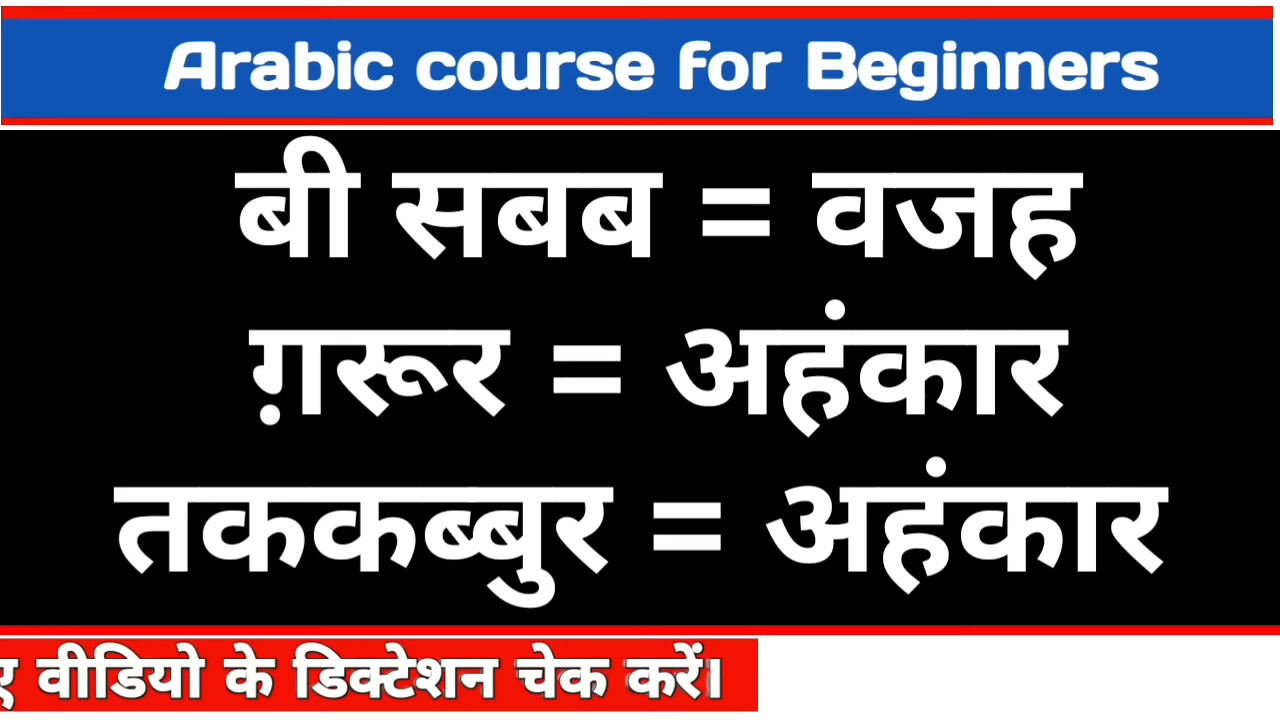 Arabic course for Beginners
बी सबब = वजह
ग़रूर = अहंकार
तककब्बुर = अहंकार
वीडियो के डिक्टेशन चेक करें।